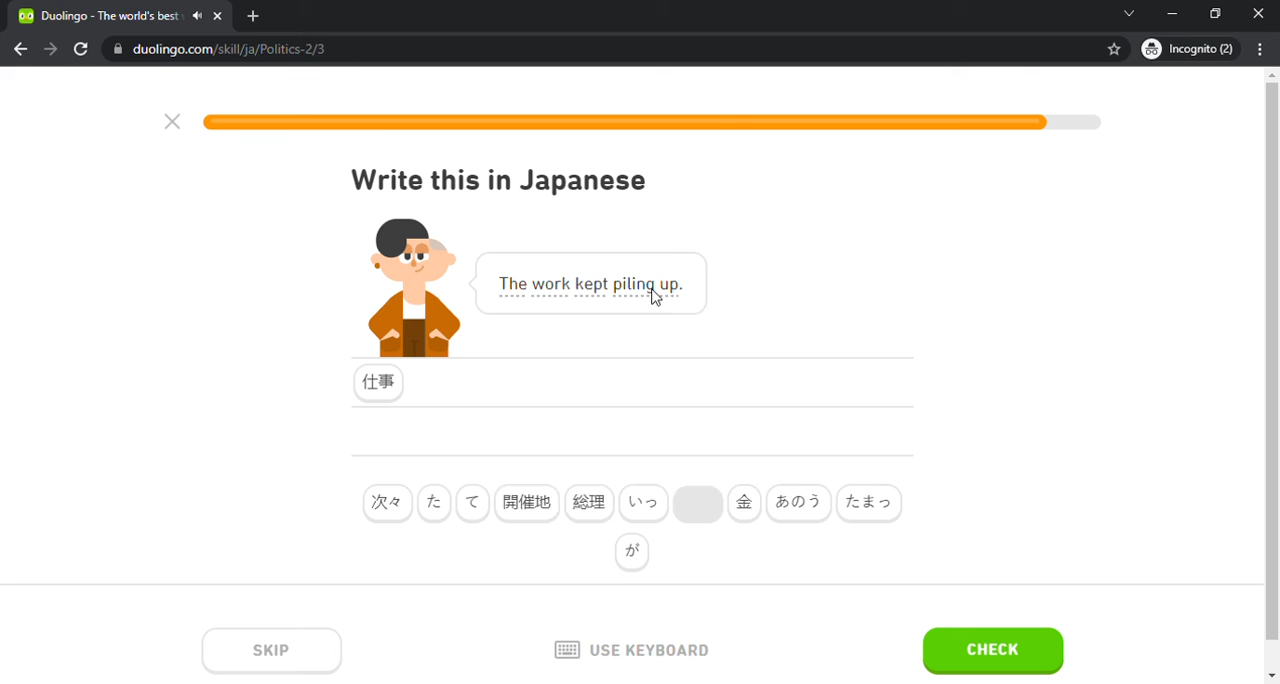 Duolingo - The world's best
duolingo.com/skill/ja/Politics-2/3
Incognito (2)
Write this in Japanese
The work kept piling up.
仕事
次々 た て 開催地 総理 いっ 金 あのう たまっ
が
SKIP
USE KEYBOARD
CHECK